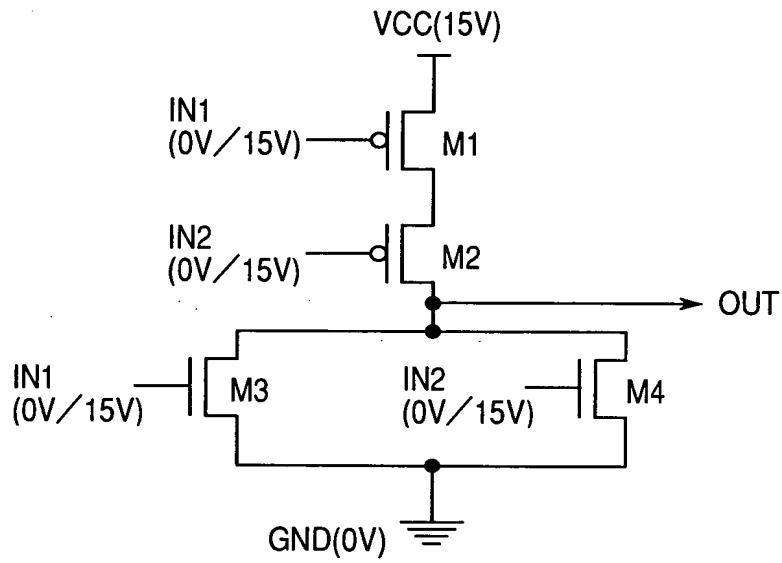 VCC(15V)
IN1
(0V/15V)
M1
IN2
(0V/15V)
M2
OUT
IN1
(0V/15V)
M3
IN2
(0V/15V)
M4
GND(0V)